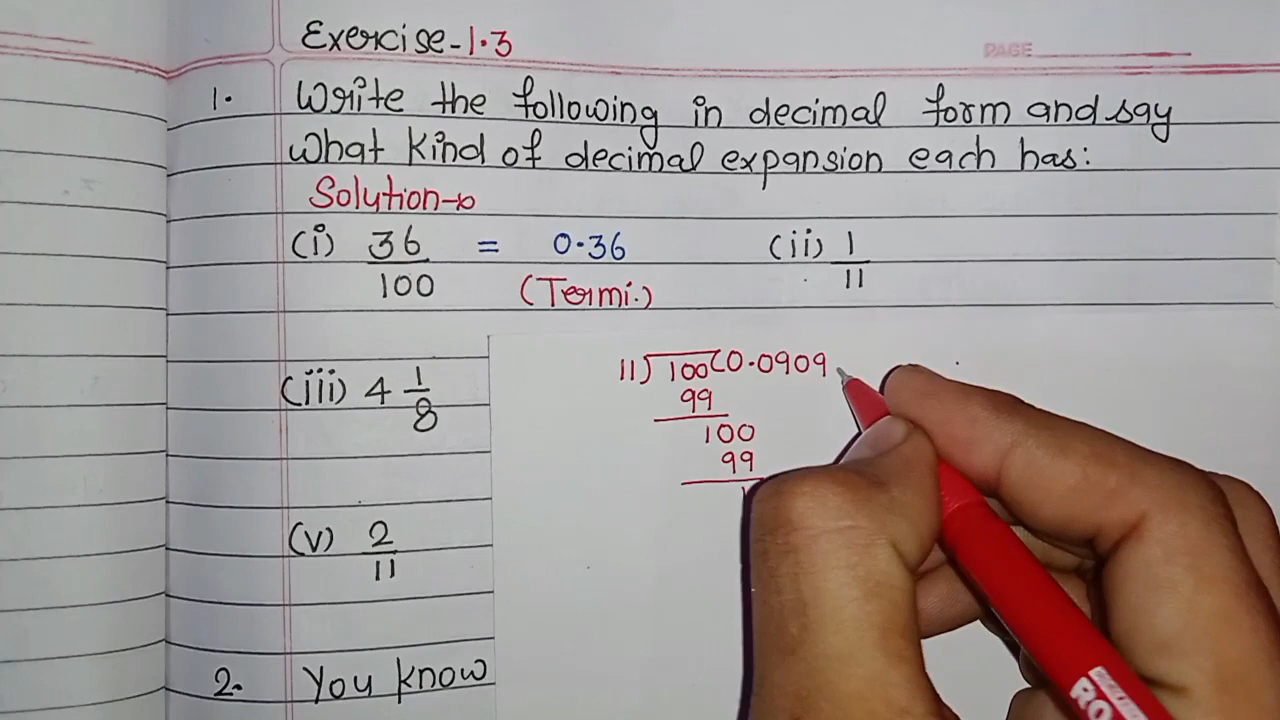 Exercise-1.3
PAGE
1. Write the following in decimal form and say
what kind of decimal expansion each has:
Solution→
(i) 36/100 = 0.36 (ii) 1/11
(Termi.)
(iii) 4 1/8
11) 100 (0.0909
99
100
99
1
(v) 2/11
2. You know